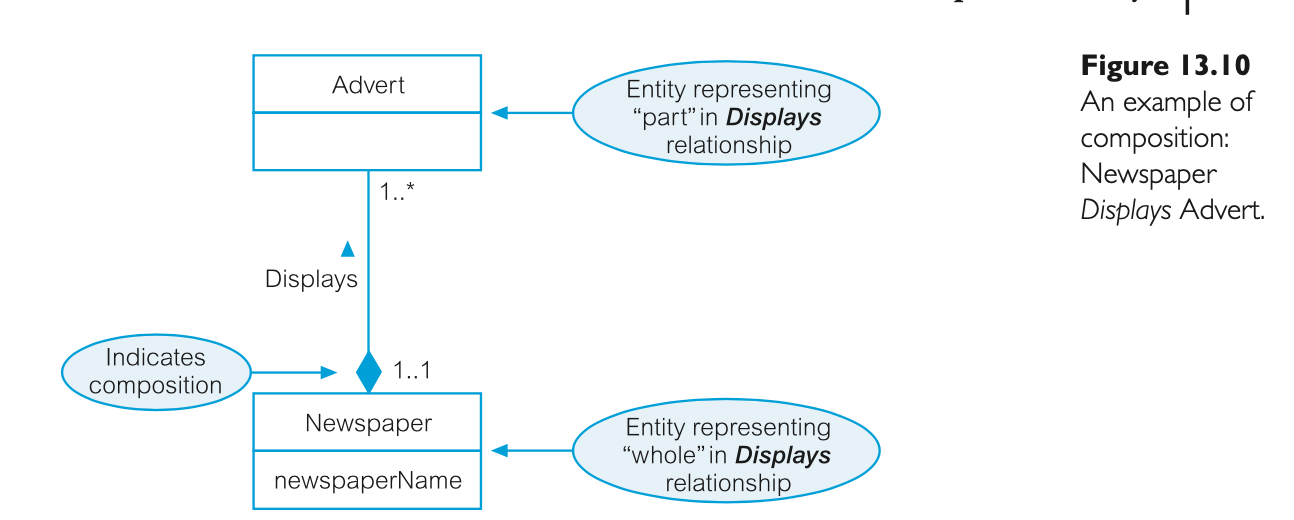 Figure 13.10
An example of
composition:
Newspaper
Displays Advert.
Advert
Entity representing
“part” in Displays
relationship
1..*
Displays
Indicates
composition
1..1
Newspaper
newspaperName
Entity representing
“whole” in Displays
relationship